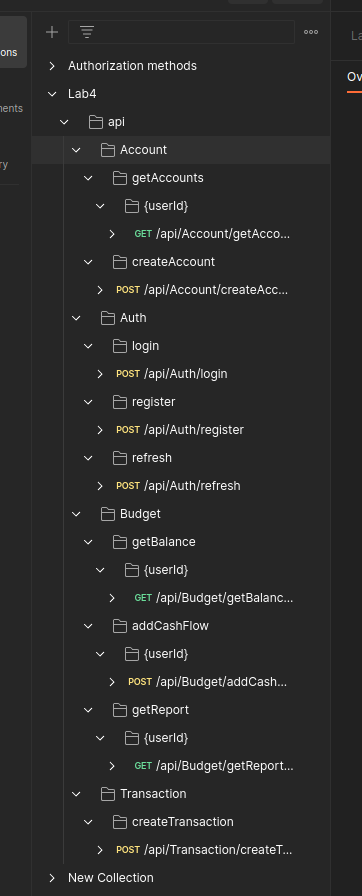 Authorization methods
ons
Lab4
La
Ov
ents
api
Account
ry
getAccounts
{userId}
GET /api/Account/getAcco...
createAccount
POST /api/Account/createAcc...
Auth
login
POST /api/Auth/login
register
POST /api/Auth/register
refresh
POST /api/Auth/refresh
Budget
getBalance
{userId}
GET /api/Budget/getBalanc...
addCashFlow
{userId}
POST /api/Budget/addCash...
getReport
{userId}
GET /api/Budget/getReport...
Transaction
createTransaction
POST /api/Transaction/createT...
New Collection